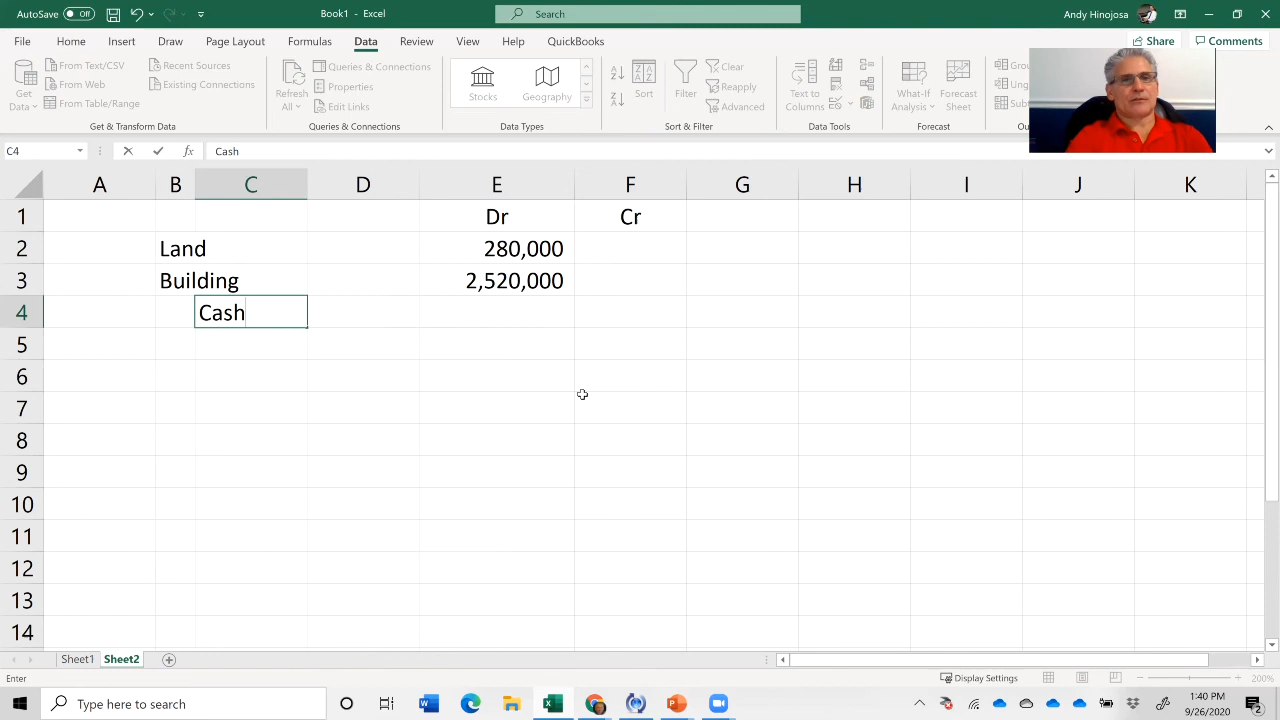 AutoSave Off Book1 - Excel Search Andy Hinojosa
File Home Insert Draw Page Layout Formulas Data Review View Help QuickBooks Share Comments
Get Data
From Text/CSV
From Web
From Table/Range
Recent Sources
Existing Connections
Get & Transform Data
Refresh All
Queries & Connections
Properties
Edit Links
Queries & Connections
Stocks Geography
Data Types
Sort
Filter
Clear
Reapply
Advanced
Sort & Filter
Text to Columns
Data Tools
What-If Analysis
Forecast Sheet
Forecast
C4 fx Cash
A B C D E F G H I J K
1 Dr Cr
2 Land 280,000
3 Building 2,520,000
4 Cash
5
6
7
8
9
10
11
12
13
14
Sheet1 Sheet2
Enter Display Settings 200%
Type here to search 1:40 PM
9/26/2020 2